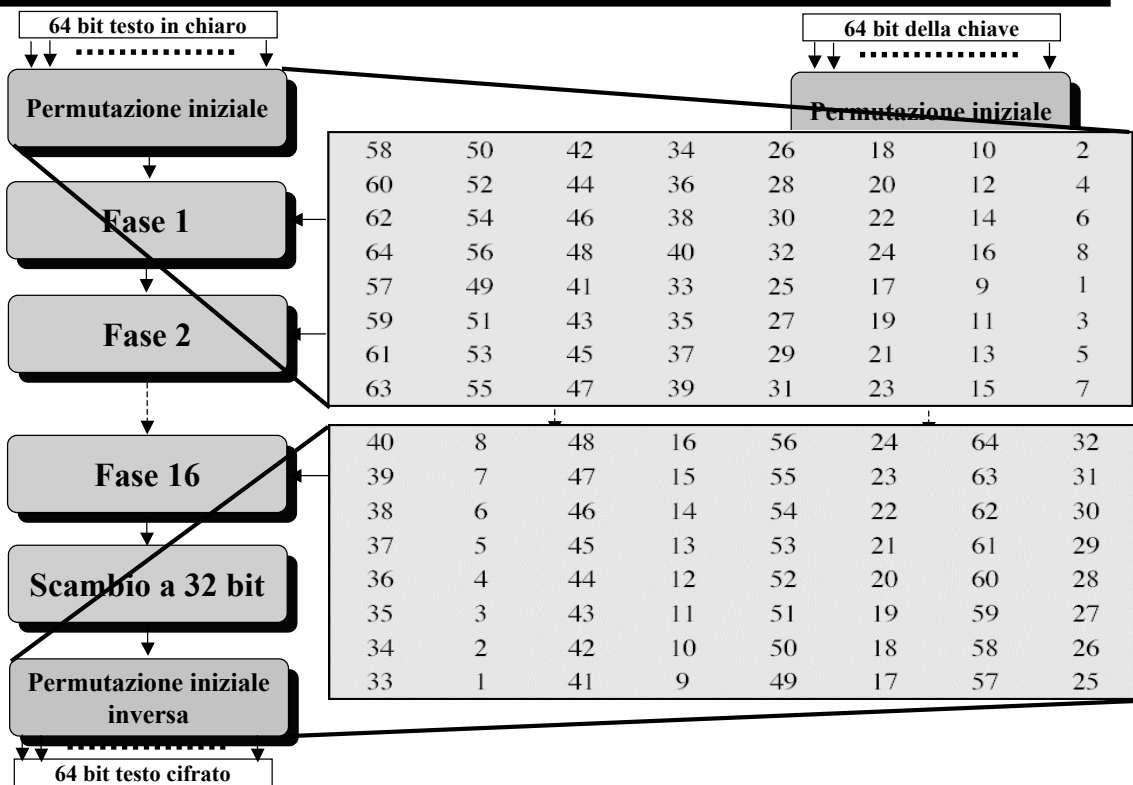 64 bit testo in chiaro
64 bit della chiave
Permutazione iniziale
Permutazione iniziale
58 50 42 34 26 18 10 2
60 52 44 36 28 20 12 4
62 54 46 38 30 22 14 6
64 56 48 40 32 24 16 8
57 49 41 33 25 17 9 1
59 51 43 35 27 19 11 3
61 53 45 37 29 21 13 5
63 55 47 39 31 23 15 7
Fase 1
Fase 2
Fase 16
Scambio a 32 bit
40 8 48 16 56 24 64 32
39 7 47 15 55 23 63 31
38 6 46 14 54 22 62 30
37 5 45 13 53 21 61 29
36 4 44 12 52 20 60 28
35 3 43 11 51 19 59 27
34 2 42 10 50 18 58 26
33 1 41 9 49 17 57 25
Permutazione iniziale
inversa
64 bit testo cifrato